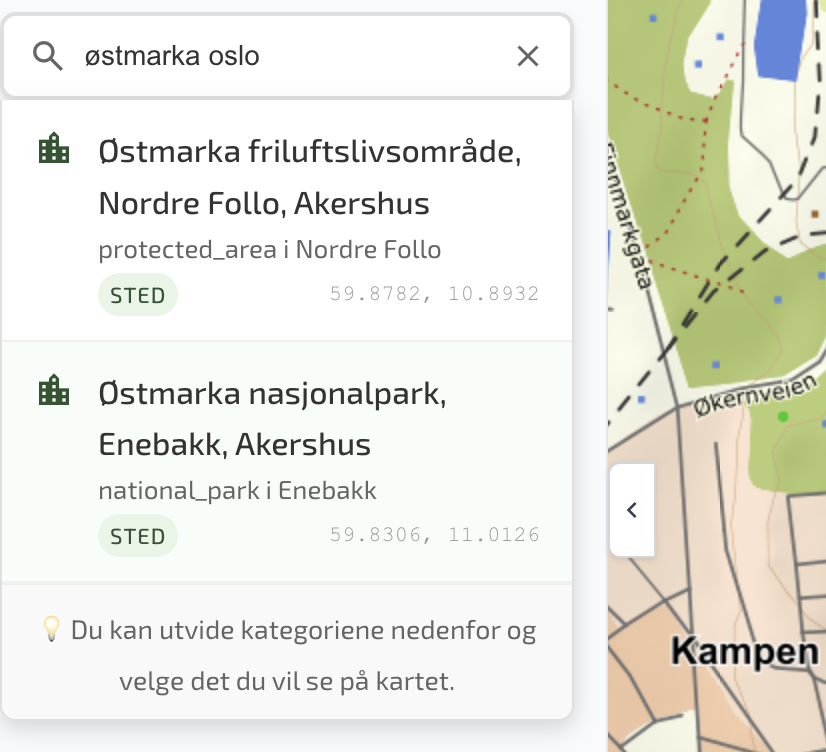 østmarka oslo
Østmarka friluftslivsområde,
Nordre Follo, Akershus
protected_area i Nordre Follo
STED
59.8782, 10.8932
Østmarka nasjonalpark,
Enebakk, Akershus
national_park i Enebakk
STED
59.8306, 11.0126
💡 Du kan utvide kategoriene nedenfor og
velge det du vil se på kartet.
Finnmarkgata
Økernveien
Kampen